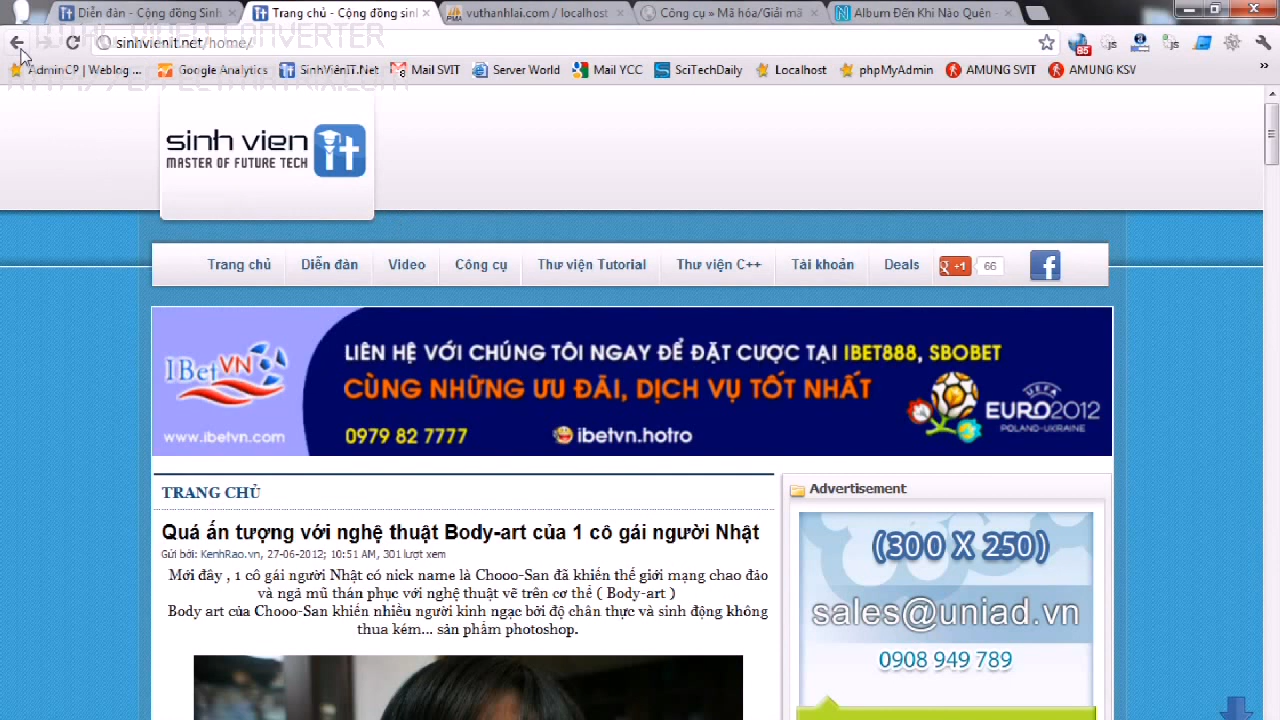 Diễn đàn - Cộng đồng Sinh
Trang chủ - Cộng đồng sinl
vuthanhlai.com / localhost
Công cụ » Mã hóa/Giải mã
Album Đến Khi Nào Quên -
sinhvienit.net/home/
85
js
js
AdminCP | Weblog ...
Google Analytics
SinhViênIT.Net
Mail SVIT
Server World
Mail YCC
SciTechDaily
Localhost
phpMyAdmin
AMUNG SVIT
AMUNG KSV
»
sinh vien it
MASTER OF FUTURE TECH
Trang chủ
Diễn đàn
Video
Công cụ
Thư viện Tutorial
Thư viện C++
Tài khoản
Deals
+1
66
f
IBetVN
www.ibetvn.com
LIÊN HỆ VỚI CHÚNG TÔI NGAY ĐỂ ĐẶT CƯỢC TẠI IBET888, SBOBET
CÙNG NHỮNG ƯU ĐÃI, DỊCH VỤ TỐT NHẤT
0979 82 7777
ibetvn.hotro
UEFA
EURO2012
POLAND-UKRAINE
TRANG CHỦ
Quá ấn tượng với nghệ thuật Body-art của 1 cô gái người Nhật
Gửi bởi: KenhRao.vn, 27-06-2012; 10:51 AM, 301 lượt xem
Mới đây , 1 cô gái người Nhật có nick name là Chooo-San đã khiến thế giới mạng chao đảo
và ngả mũ thán phục với nghệ thuật vẽ trên cơ thể ( Body-art )
Body art của Chooo-San khiến nhiều người kinh ngạc bởi độ chân thực và sinh động không
thua kém... sản phẩm photoshop.
Advertisement
(300 X 250)
sales@uniad.vn
0908 949 789